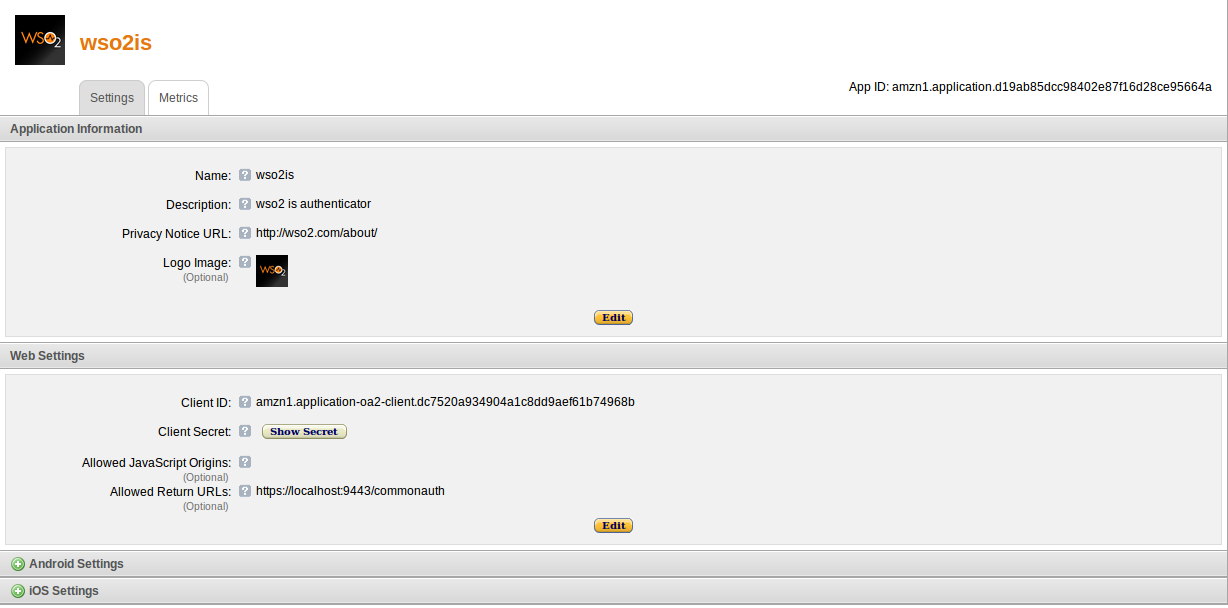 WSO2
wso2is
Settings
Metrics
App ID: amzn1.application.d19ab85dcc98402e87f16d28ce95664a
Application Information
Name: ? wso2is
Description: ? wso2 is authenticator
Privacy Notice URL: ? http://wso2.com/about/
Logo Image: ? WSO2
(Optional)
Edit
Web Settings
Client ID: ? amzn1.application-oa2-client.dc7520a934904a1c8dd9aef61b74968b
Client Secret: ? Show Secret
Allowed JavaScript Origins: ?
(Optional)
Allowed Return URLs: ? https://localhost:9443/commonauth
(Optional)
Edit
Android Settings
iOS Settings